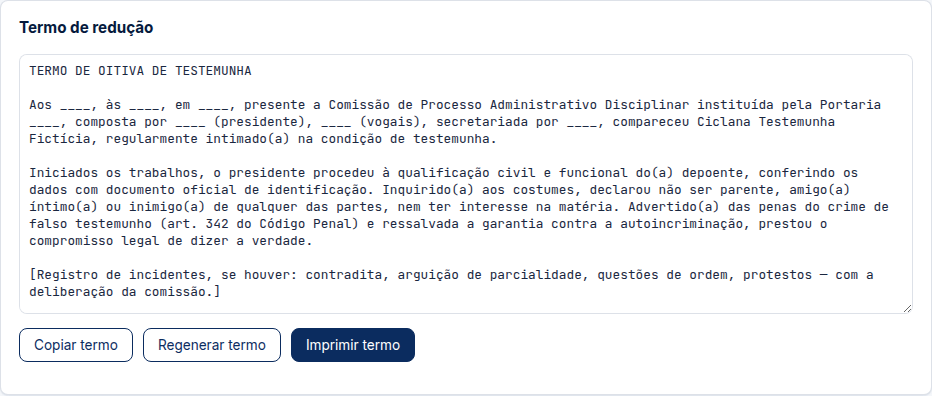 Termo de redução
TERMO DE OITIVA DE TESTEMUNHA
Aos ____, às ____, em ____, presente a Comissão de Processo Administrativo Disciplinar instituída pela Portaria
____, composta por ____ (presidente), ____ (vogais), secretariada por ____, compareceu Ciclana Testemunha
Fictícia, regularmente intimado(a) na condição de testemunha.
Iniciados os trabalhos, o presidente procedeu à qualificação civil e funcional do(a) depoente, conferindo os
dados com documento oficial de identificação. Inquirido(a) aos costumes, declarou não ser parente, amigo(a)
íntimo(a) ou inimigo(a) de qualquer das partes, nem ter interesse na matéria. Advertido(a) das penas do crime de
falso testemunho (art. 342 do Código Penal) e ressalvada a garantia contra a autoincriminação, prestou o
compromisso legal de dizer a verdade.
[Registro de incidentes, se houver: contradita, arguição de parcialidade, questões de ordem, protestos — com a
deliberação da comissão.]
Copiar termo
Regenerar termo
Imprimir termo